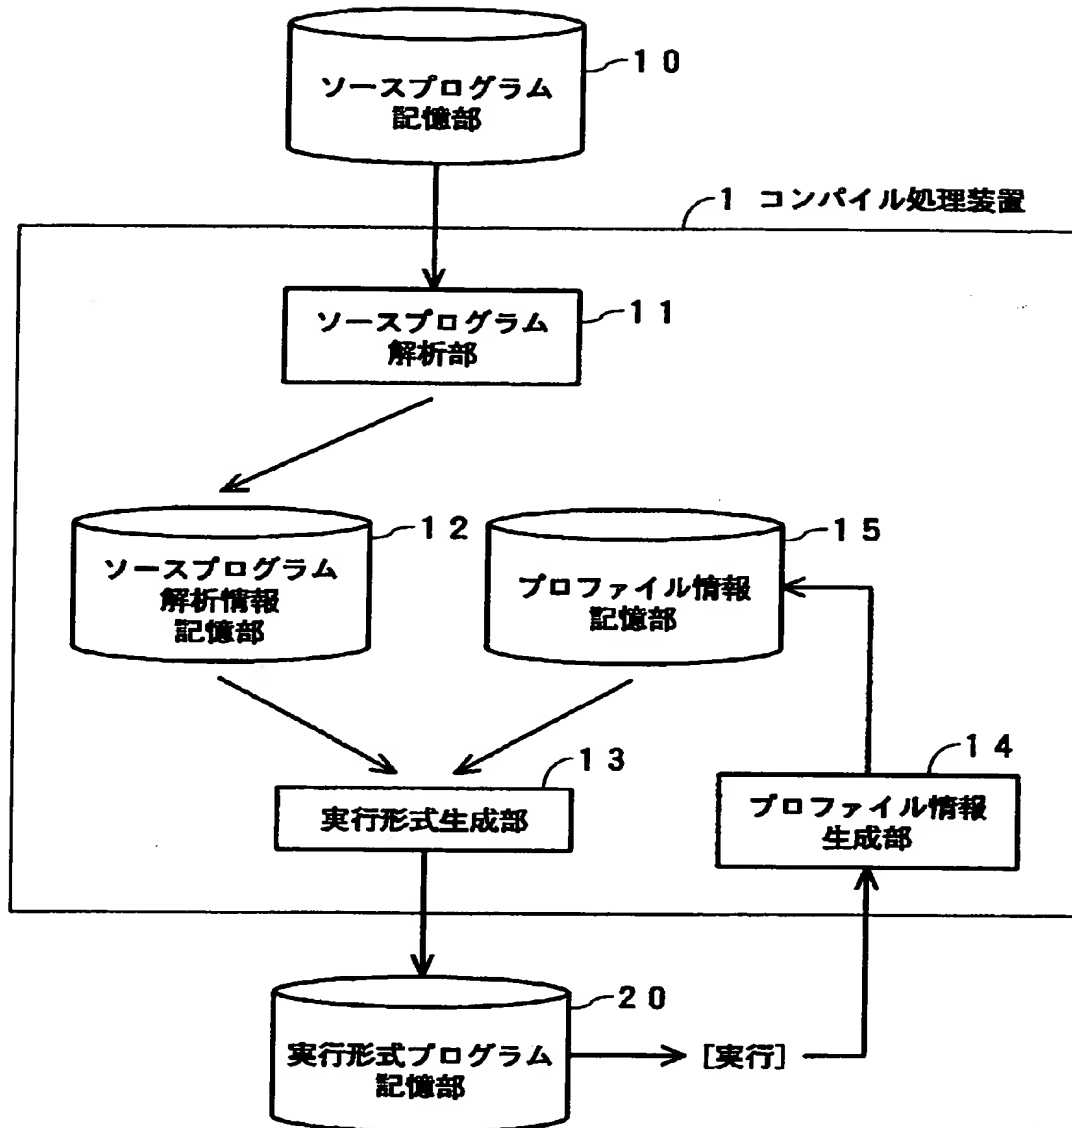 ソースプログラム
記憶部
10
1 コンパイル処理装置
ソースプログラム
解析部
11
ソースプログラム
解析情報
記憶部
12
プロファイル情報
記憶部
15
実行形式生成部
13
プロファイル情報
生成部
14
実行形式プログラム
記憶部
20
[実行]